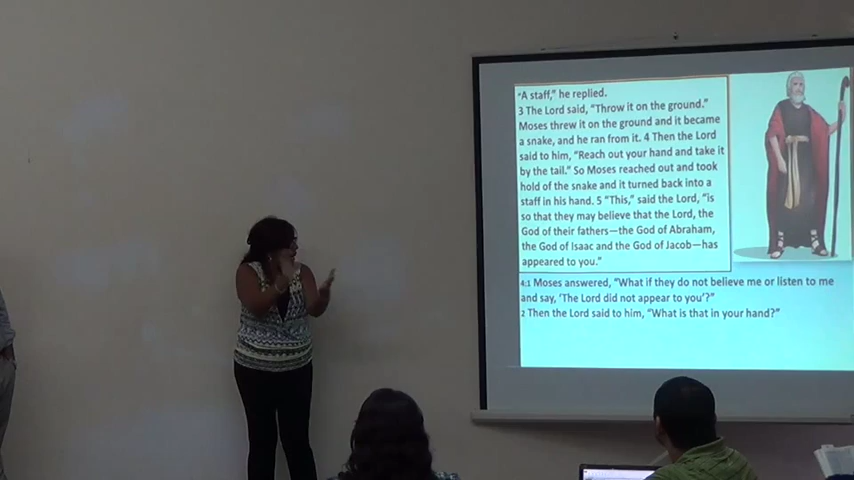 "A staff," he replied.
3 The Lord said, "Throw it on the ground."
Moses threw it on the ground and it became
a snake, and he ran from it. 4 Then the Lord
said to him, "Reach out your hand and take it
by the tail." So Moses reached out and took
hold of the snake and it turned back into a
staff in his hand. 5 "This," said the Lord, "is
so that they may believe that the Lord, the
God of their fathers—the God of Abraham,
the God of Isaac and the God of Jacob—has
appeared to you."
4:1 Moses answered, "What if they do not believe me or listen to me
and say, 'The Lord did not appear to you'?"
2 Then the Lord said to him, "What is that in your hand?"